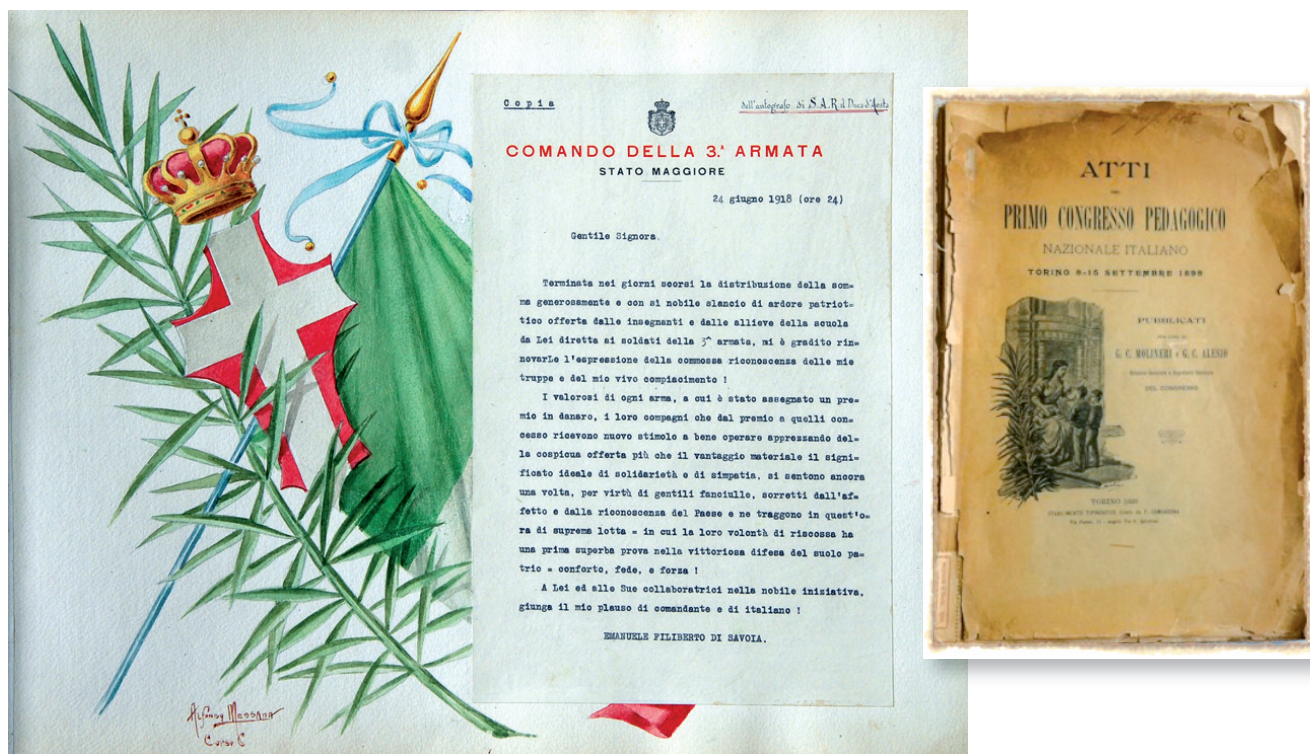 Copia
dell'autografo di S.A.R. il Duca d'Aosta
COMANDO DELLA 3.ª ARMATA
STATO MAGGIORE
24 giugno 1918 (ore 24)
Gentile Signora.
Terminata nei giorni scorsi la distribuzione della som=
ma generosamente e con sì nobile slancio di ardore patriot=
tico offerta dalle insegnanti e dalle allieve della scuola
da Lei diretta ai soldati della 3^ armata, mi è gradito rin=
novarLe l'espressione della commossa riconoscenza delle mie
truppe e del mio vivo compiacimento !
I valorosi di ogni arma, a cui è stato assegnato un pre=
mio in danaro, i loro compagni che dal premio a quelli con=
cesso ricevono nuovo stimolo a bene operare apprezzando del=
la cospicua offerta più che il vantaggio materiale il signi=
ficato ideale di solidarietà e di simpatia, si sentono ancora
una volta, per virtù di gentili fanciulle, sorretti dall'af=
fetto e dalla riconoscenza del Paese e ne traggono in quest'o=
ra di suprema lotta = in cui la loro volontà di riscossa ha
una prima superba prova nella vittoriosa difesa del suolo pa=
trio = conforto, fede, e forza !
A Lei ed alle Sue collaboratrici nella nobile iniziativa,
giunga il mio plauso di comandante e di italiano !
EMANUELE FILIBERTO DI SAVOIA.
Corso C
ATTI
DEL
PRIMO CONGRESSO PEDAGOGICO
NAZIONALE ITALIANO
TORINO 8-15 SETTEMBRE 1898
PUBBLICATI
G. C. MOLINERI e G. C. ALESIO
DEL CONGRESSO
TORINO